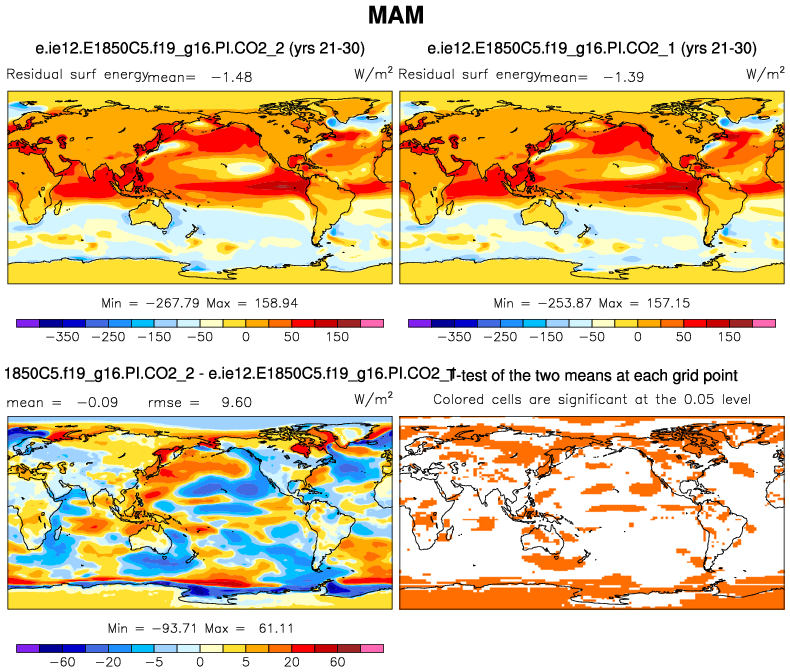 MAM
e.ie12.E1850C5.f19_g16.PI.CO2_2 (yrs 21-30)
e.ie12.E1850C5.f19_g16.PI.CO2_1 (yrs 21-30)
Residual surf energy mean= −1.48 W/m²
Residual surf energy mean= −1.39 W/m²
Min = −267.79 Max = 158.94
Min = −253.87 Max = 157.15
−350 −250 −150 −50 0 50 150
−350 −250 −150 −50 0 50 150
1850C5.f19_g16.PI.CO2_2 - e.ie12.E1850C5.f19_g16.PI.CO2_1
T-test of the two means at each grid point
mean = −0.09 rmse = 9.60 W/m²
Colored cells are significant at the 0.05 level
Min = −93.71 Max = 61.11
−60 −20 −5 0 5 20 60